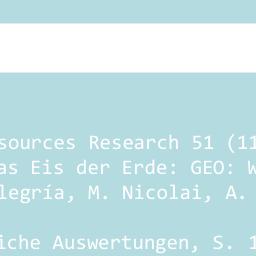 sources Research 51 (11
as Eis der Erde: GEO: W
legría, M. Nicolai, A.
iche Auswertungen, S. 1